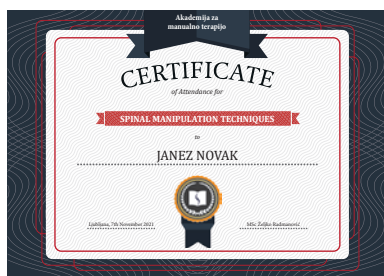 Akademija za
manualno terapijo
CERTIFICATE
of Attendance for
SPINAL MANIPULATION TECHNIQUES
to
JANEZ NOVAK
Ljubljana, 7th November 2021
MSc Željko Radmanović